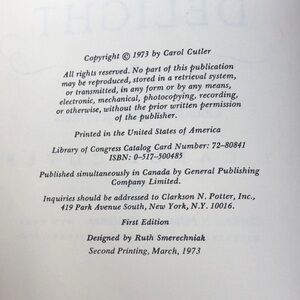 DELIGHT
Copyright © 1973 by Carol Cutler
All rights reserved. No part of this publication
may be reproduced, stored in a retrieval system,
or transmitted, in any form or by any means,
electronic, mechanical, photocopying, recording,
or otherwise, without the prior written permission
of the publisher.
Printed in the United States of America
Library of Congress Catalog Card Number: 72-80841
ISBN: 0-517-500485
Published simultaneously in Canada by General Publishing
Company Limited.
Inquiries should be addressed to Clarkson N. Potter, Inc.,
419 Park Avenue South, New York, N.Y. 10016.
First Edition
Designed by Ruth Smerechniak
Second Printing, March, 1973